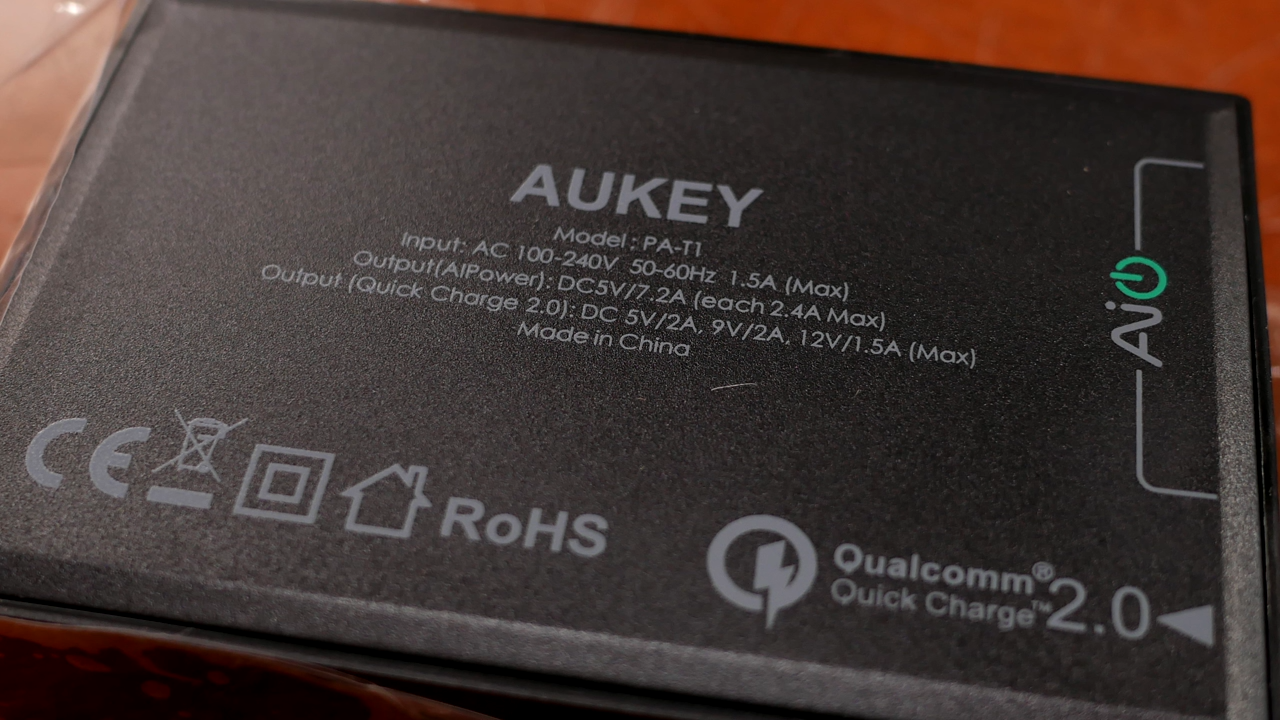 AUKEY
Model : PA-T1
Input: AC 100-240V 50-60Hz 1.5A (Max)
Output(AIPower): DC5V/7.2A (each 2.4A Max)
Output (Quick Charge 2.0): DC 5V/2A, 9V/2A, 12V/1.5A (Max)
Made in China
Ai
CE
RoHS
Qualcomm®
Quick Charge™ 2.0